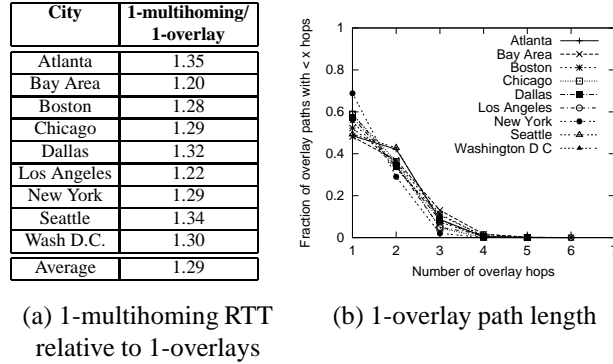 City 1-multihoming/
1-overlay
Atlanta 1.35
Bay Area 1.20
Boston 1.28
Chicago 1.29
Dallas 1.32
Los Angeles 1.22
New York 1.29
Seattle 1.34
Wash D.C. 1.30
Average 1.29
(a) 1-multihoming RTT
relative to 1-overlays
Fraction of overlay paths with < x hops
1
0.8
0.6
0.4
0.2
0
1 2 3 4 5 6 7
Number of overlay hops
Atlanta
Bay Area
Boston
Chicago
Dallas
Los Angeles
New York
Seattle
Washington D C
(b) 1-overlay path length